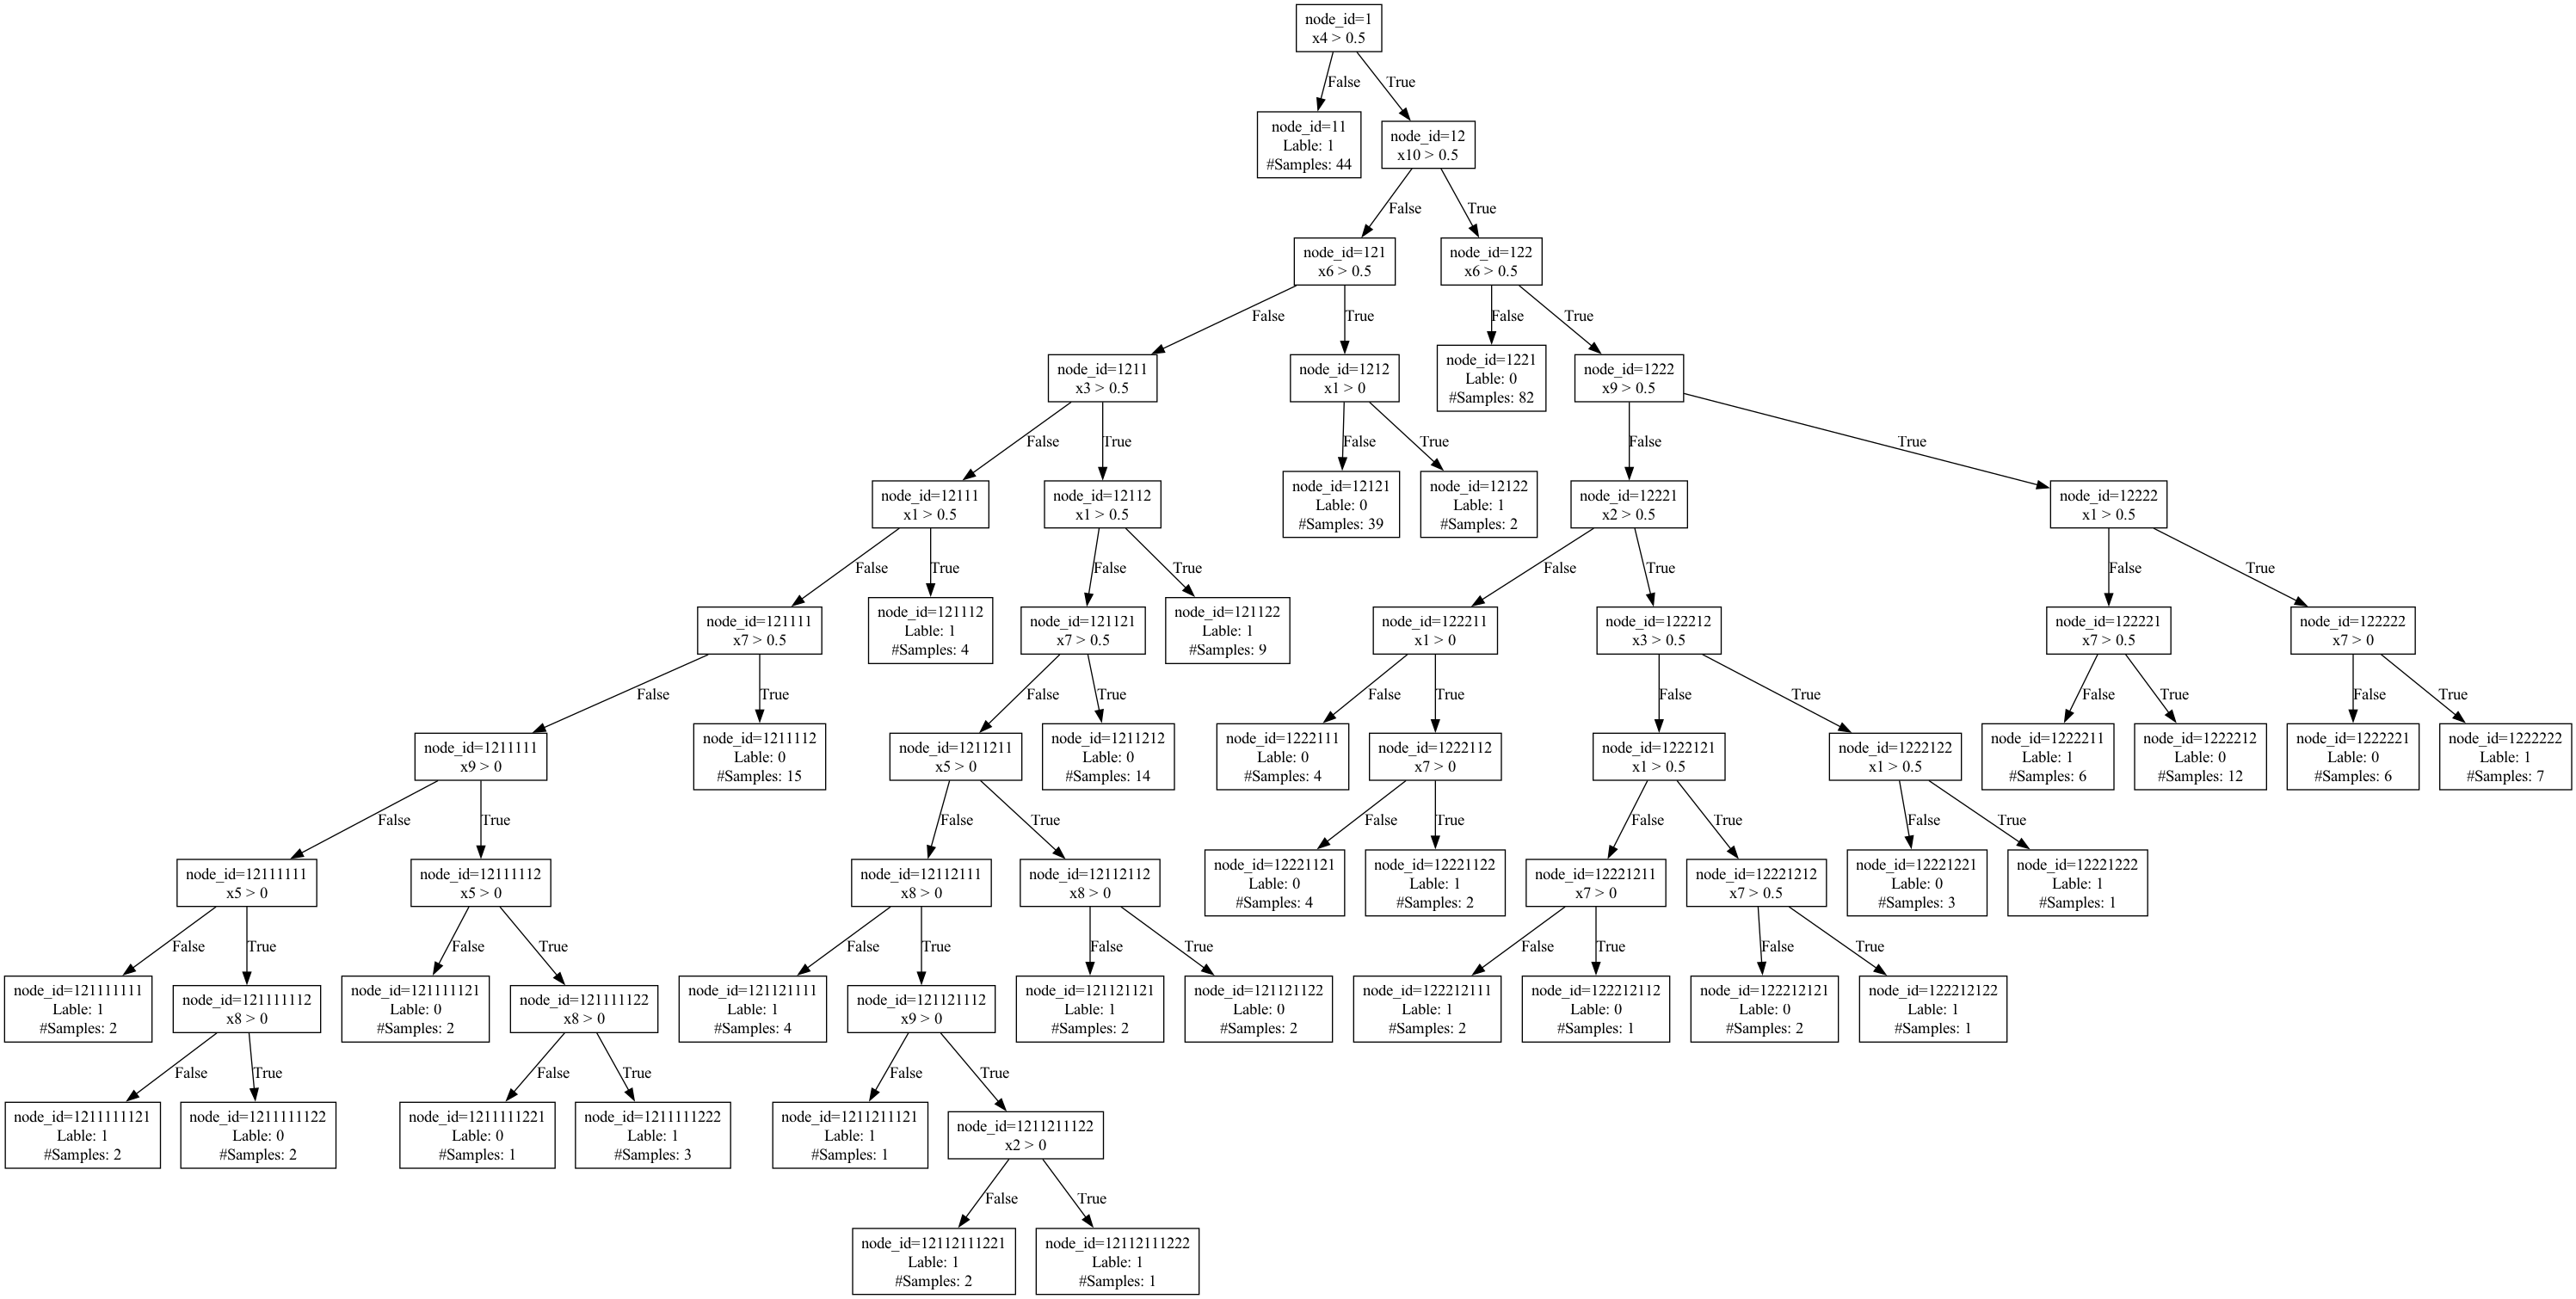 node_id=1
x4 > 0.5
False
True
node_id=11
Lable: 1
#Samples: 44
node_id=12
x10 > 0.5
False
True
node_id=121
x6 > 0.5
node_id=122
x6 > 0.5
False
True
False
True
node_id=1211
x3 > 0.5
node_id=1212
x1 > 0
node_id=1221
Lable: 0
#Samples: 82
node_id=1222
x9 > 0.5
False
True
False
True
False
True
node_id=12111
x1 > 0.5
node_id=12112
x1 > 0.5
node_id=12121
Lable: 0
#Samples: 39
node_id=12122
Lable: 1
#Samples: 2
node_id=12221
x2 > 0.5
node_id=12222
x1 > 0.5
False
True
False
True
False
True
False
True
node_id=121111
x7 > 0.5
node_id=121112
Lable: 1
#Samples: 4
node_id=121121
x7 > 0.5
node_id=121122
Lable: 1
#Samples: 9
node_id=122211
x1 > 0
node_id=122212
x3 > 0.5
node_id=122221
x7 > 0.5
node_id=122222
x7 > 0
False
True
False
True
False
True
False
True
False
True
False
True
node_id=1211111
x9 > 0
node_id=1211112
Lable: 0
#Samples: 15
node_id=1211211
x5 > 0
node_id=1211212
Lable: 0
#Samples: 14
node_id=1222111
Lable: 0
#Samples: 4
node_id=1222112
x7 > 0
node_id=1222121
x1 > 0.5
node_id=1222122
x1 > 0.5
node_id=1222211
Lable: 1
#Samples: 6
node_id=1222212
Lable: 0
#Samples: 12
node_id=1222221
Lable: 0
#Samples: 6
node_id=1222222
Lable: 1
#Samples: 7
False
True
False
True
False
True
False
True
False
True
node_id=12111111
x5 > 0
node_id=12111112
x5 > 0
node_id=12112111
x8 > 0
node_id=12112112
x8 > 0
node_id=12221121
Lable: 0
#Samples: 4
node_id=12221122
Lable: 1
#Samples: 2
node_id=12221211
x7 > 0
node_id=12221212
x7 > 0.5
node_id=12221221
Lable: 0
#Samples: 3
node_id=12221222
Lable: 1
#Samples: 1
False
True
False
True
False
True
False
True
False
True
False
True
node_id=121111111
Lable: 1
#Samples: 2
node_id=121111112
x8 > 0
node_id=121111121
Lable: 0
#Samples: 2
node_id=121111122
x8 > 0
node_id=121121111
Lable: 1
#Samples: 4
node_id=121121112
x9 > 0
node_id=121121121
Lable: 1
#Samples: 2
node_id=121121122
Lable: 0
#Samples: 2
node_id=122212111
Lable: 1
#Samples: 2
node_id=122212112
Lable: 0
#Samples: 1
node_id=122212121
Lable: 0
#Samples: 2
node_id=122212122
Lable: 1
#Samples: 1
False
True
False
True
False
True
node_id=1211111121
Lable: 1
#Samples: 2
node_id=1211111122
Lable: 0
#Samples: 2
node_id=1211111221
Lable: 0
#Samples: 1
node_id=1211111222
Lable: 1
#Samples: 3
node_id=1211211121
Lable: 1
#Samples: 1
node_id=1211211122
x2 > 0
False
True
node_id=12112111221
Lable: 1
#Samples: 2
node_id=12112111222
Lable: 1
#Samples: 1